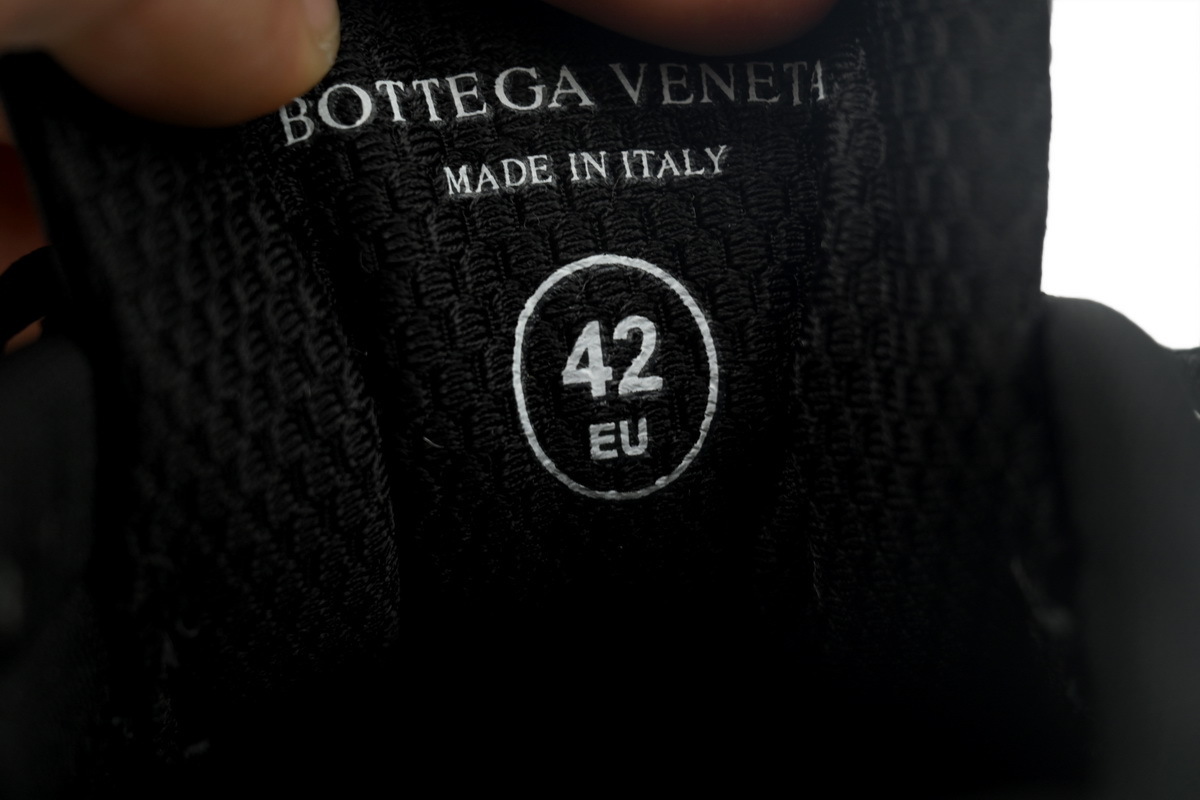 BOTTEGA VENETA
MADE IN ITALY
42
EU